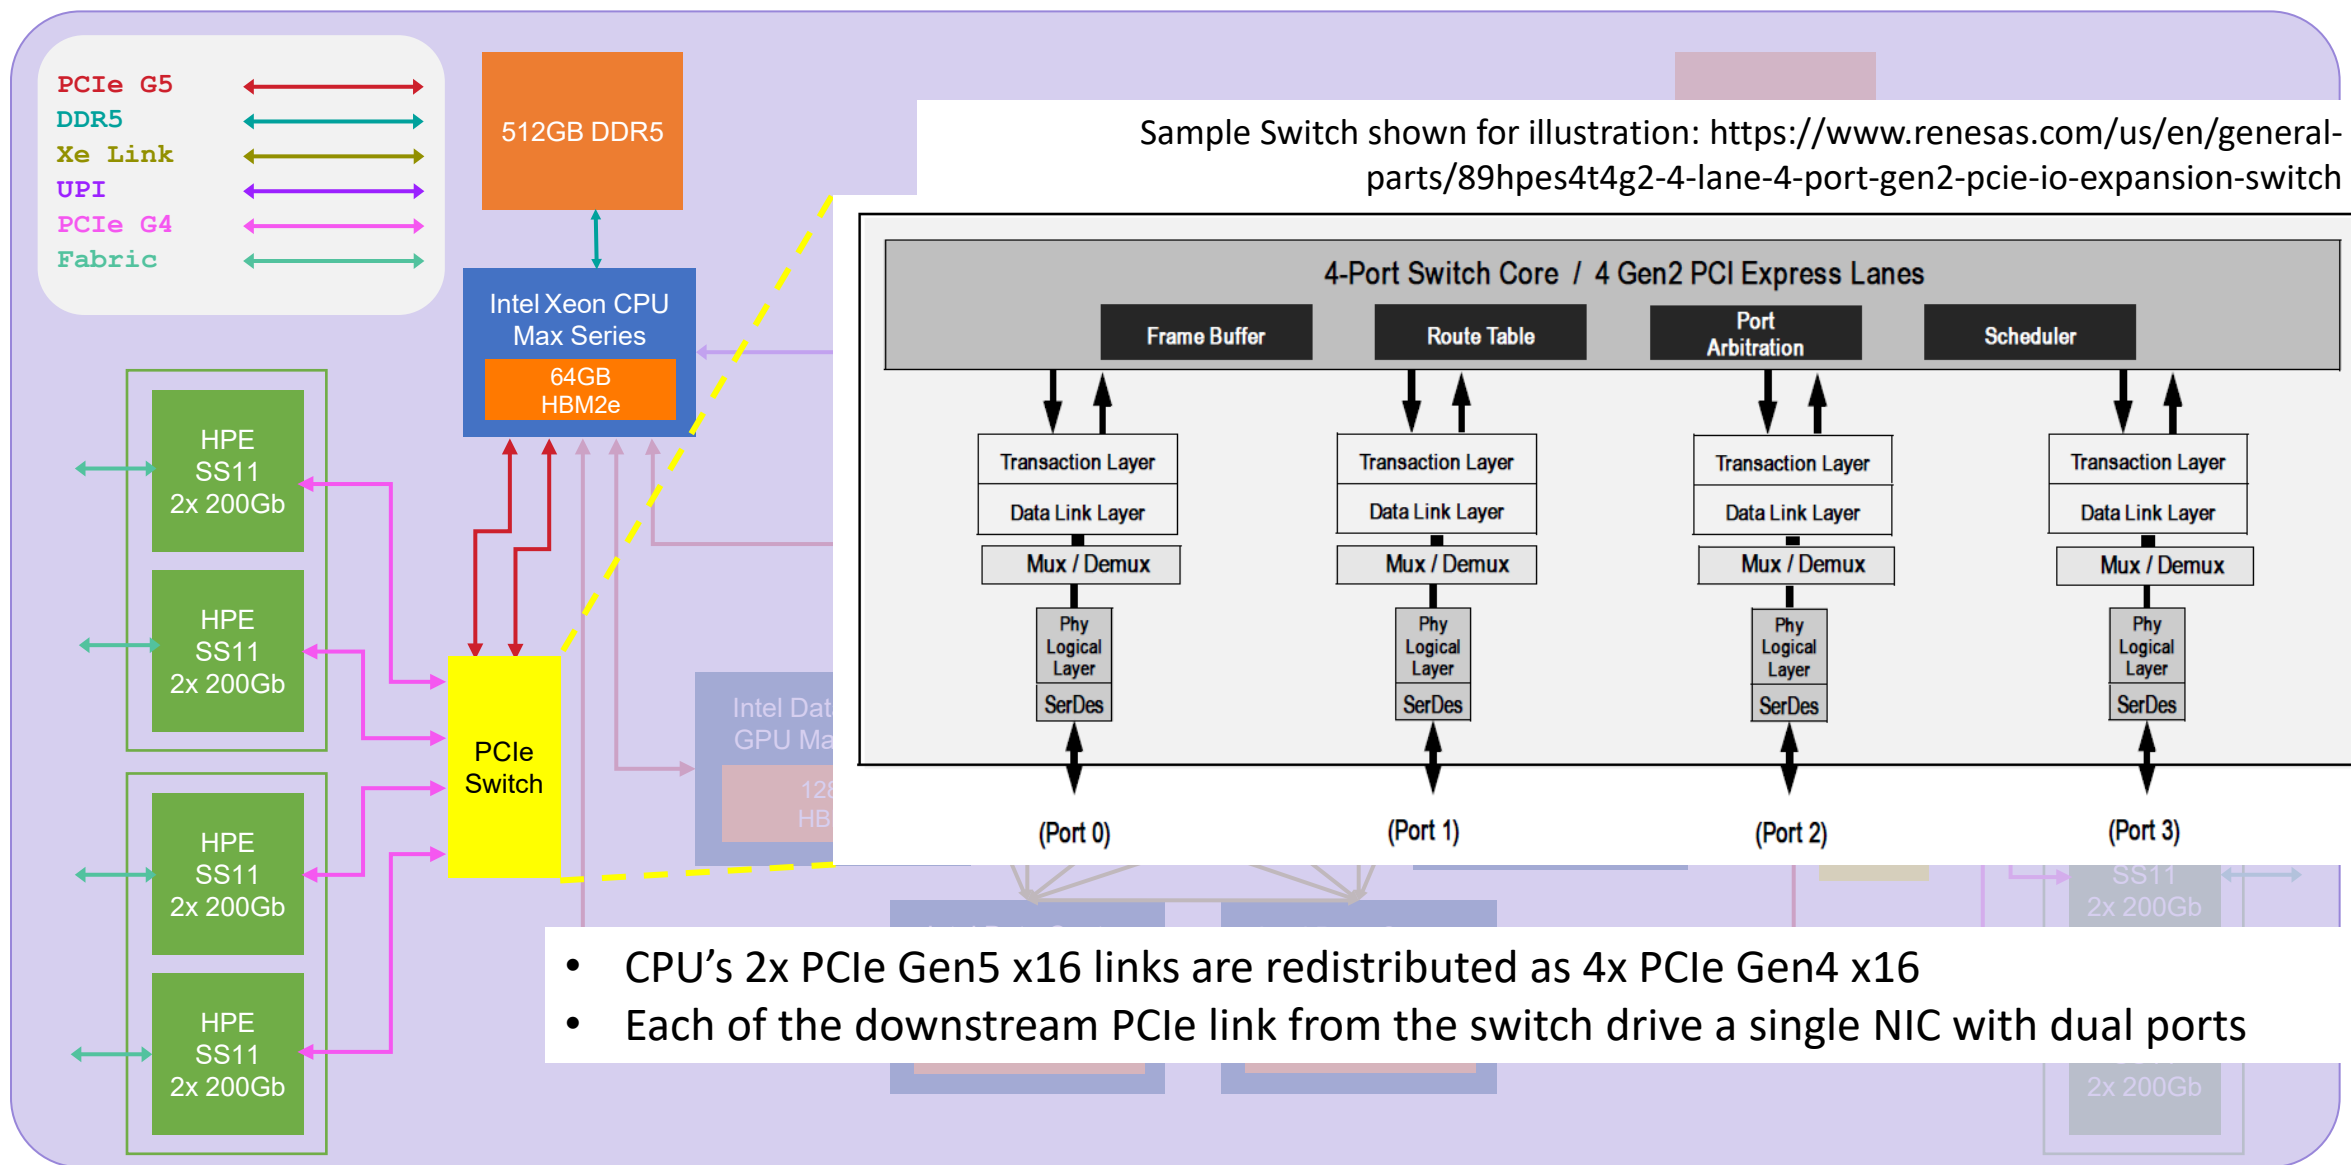 PCIe G5
DDR5
Xe Link
UPI
PCIe G4
Fabric
512GB DDR5
Intel Xeon CPU
Max Series
64GB
HBM2e
HPE
SS11
2x 200Gb
HPE
SS11
2x 200Gb
HPE
SS11
2x 200Gb
HPE
SS11
2x 200Gb
PCIe
Switch
Intel Dat
GPU Ma
128
HB
Sample Switch shown for illustration: https://www.renesas.com/us/en/general-
parts/89hpes4t4g2-4-lane-4-port-gen2-pcie-io-expansion-switch
4-Port Switch Core / 4 Gen2 PCI Express Lanes
Frame Buffer
Route Table
Port
Arbitration
Scheduler
Transaction Layer
Data Link Layer
Mux / Demux
Phy
Logical
Layer
SerDes
(Port 0)
Transaction Layer
Data Link Layer
Mux / Demux
Phy
Logical
Layer
SerDes
(Port 1)
Transaction Layer
Data Link Layer
Mux / Demux
Phy
Logical
Layer
SerDes
(Port 2)
Transaction Layer
Data Link Layer
Mux / Demux
Phy
Logical
Layer
SerDes
(Port 3)
SS11
2x 200Gb
2x 200Gb
• CPU’s 2x PCIe Gen5 x16 links are redistributed as 4x PCIe Gen4 x16
• Each of the downstream PCIe link from the switch drive a single NIC with dual ports